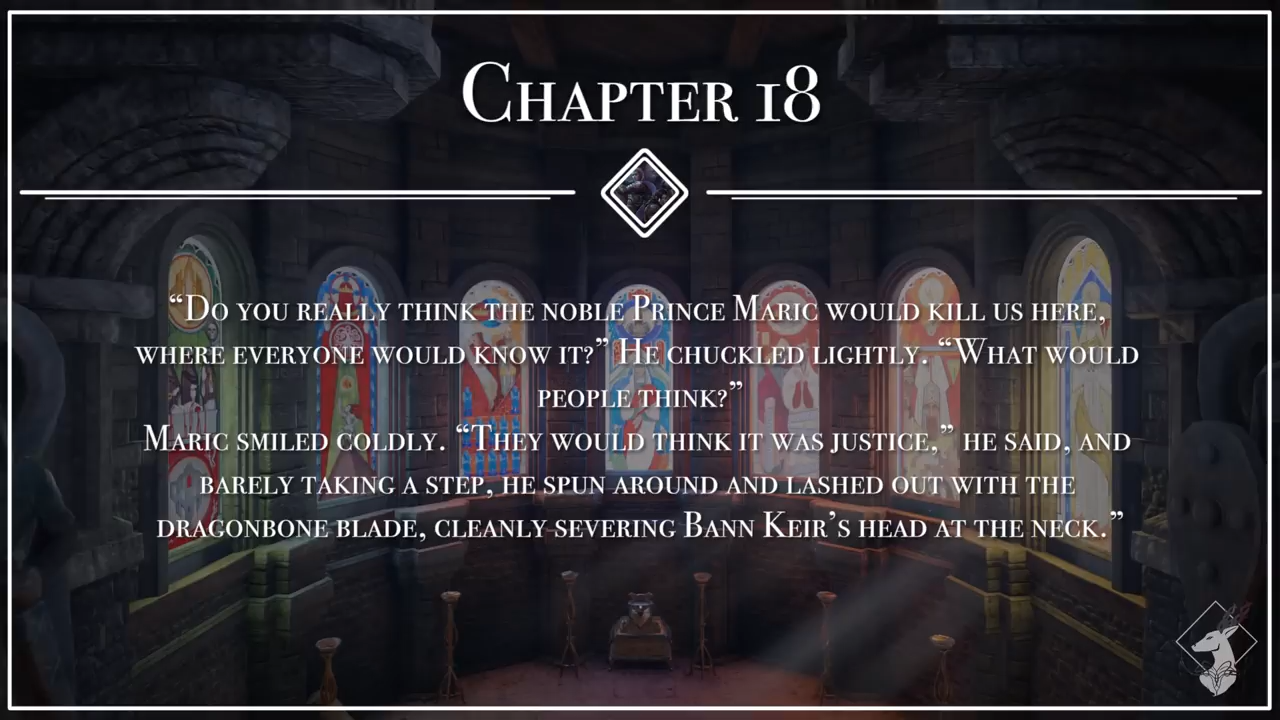 Chapter 18
“Do you really think the noble Prince Maric would kill us here,
where everyone would know it?” He chuckled lightly. “What would
people think?”
Maric smiled coldly. “They would think it was justice,” he said, and
barely taking a step, he spun around and lashed out with the
dragonbone blade, cleanly severing Bann Keir’s head at the neck.”